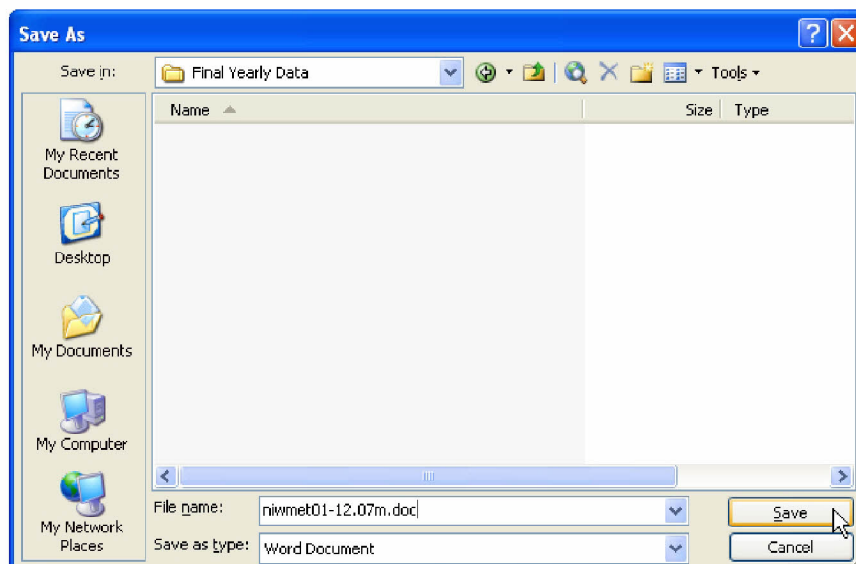 Save As
Save in:
Final Yearly Data
Tools
Name
Size
Type
My Recent
Documents
Desktop
My Documents
My Computer
My Network
Places
File name:
niwmet01-12.07m.doc
Save
Save as type:
Word Document
Cancel